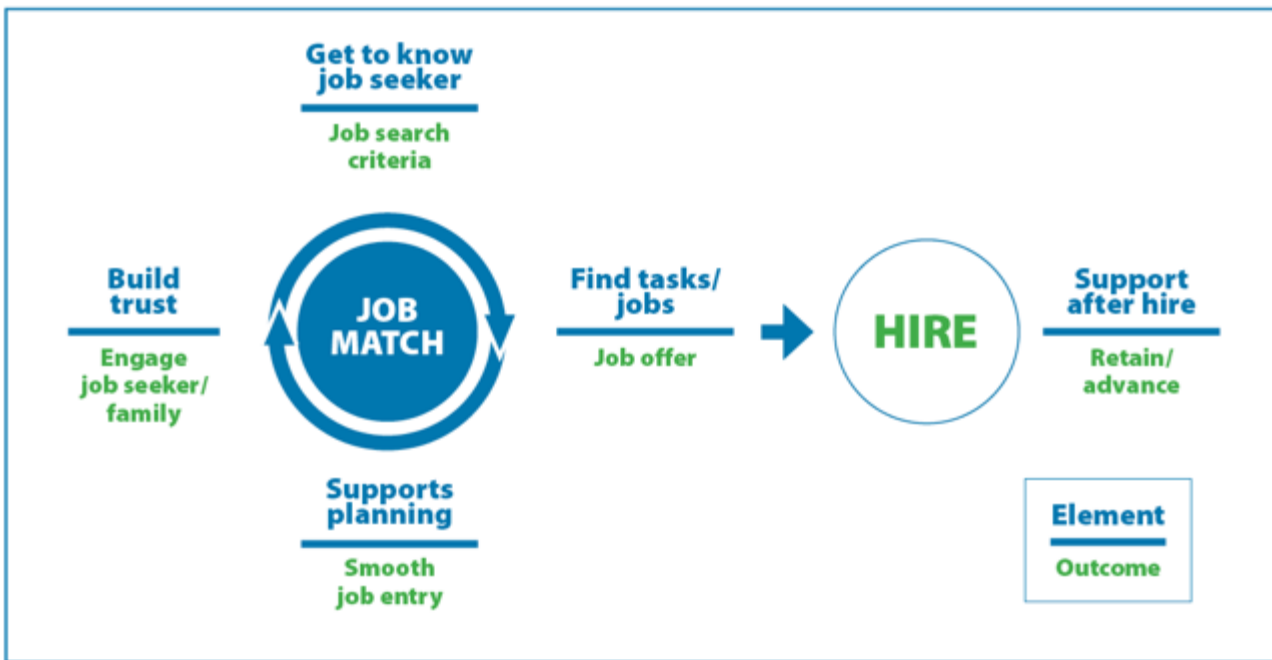 Get to know
job seeker
Job search
criteria
Build
trust
Engage
job seeker/
family
JOB
MATCH
Find tasks/
jobs
Job offer
HIRE
Support
after hire
Retain/
advance
Supports
planning
Smooth
job entry
Element
Outcome